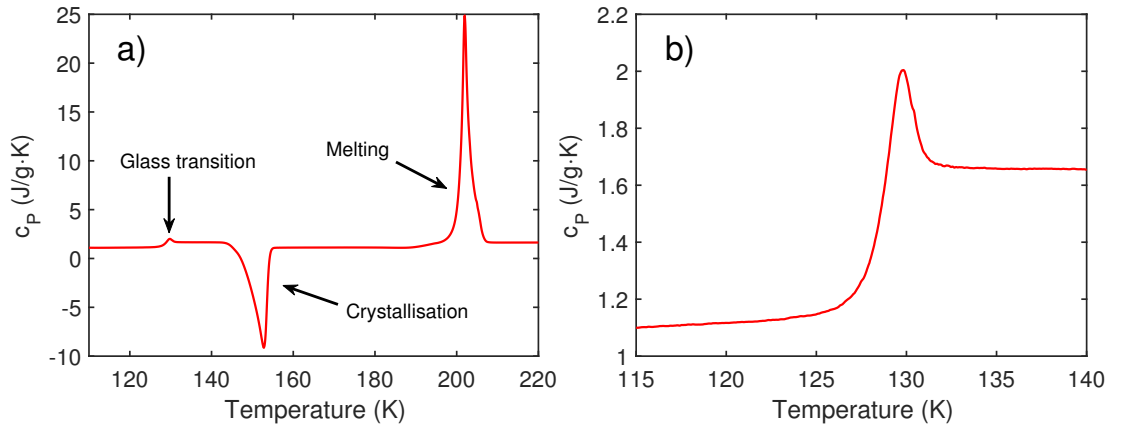 a)
25
20
15
10
5
0
-5
-10
c_P (J/g·K)
Glass transition
Melting
Crystallisation
120 140 160 180 200 220
Temperature (K)
b)
2.2
2
1.8
1.6
1.4
1.2
1
c_P (J/g·K)
115 120 125 130 135 140
Temperature (K)